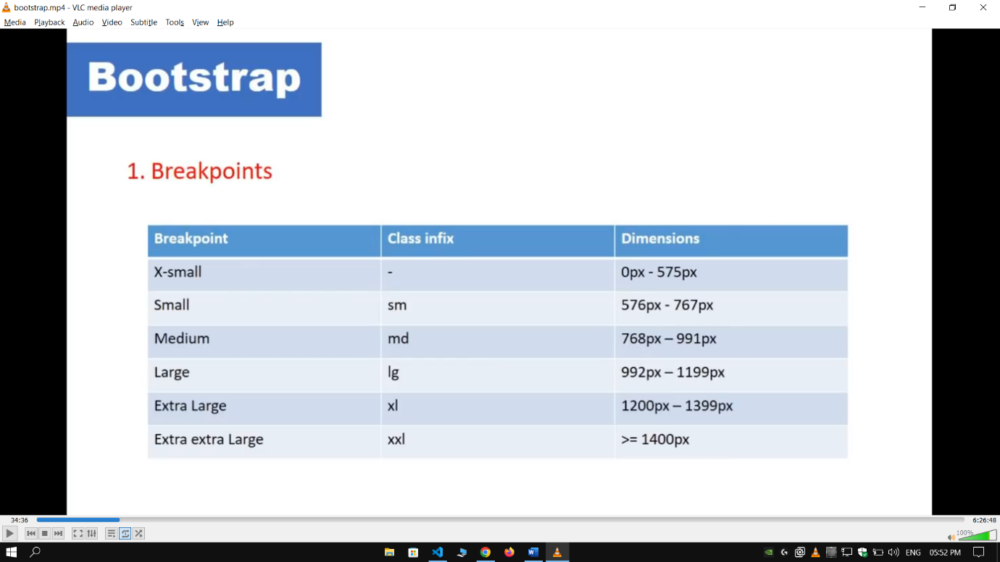 bootstrap.mp4 - VLC media player
Media Playback Audio Video Subtitle Tools View Help
Bootstrap
1. Breakpoints
Breakpoint Class infix Dimensions
X-small - 0px - 575px
Small sm 576px - 767px
Medium md 768px – 991px
Large lg 992px – 1199px
Extra Large xl 1200px – 1399px
Extra extra Large xxl >= 1400px
34:36 6:26:48
100%
ENG 05:52 PM